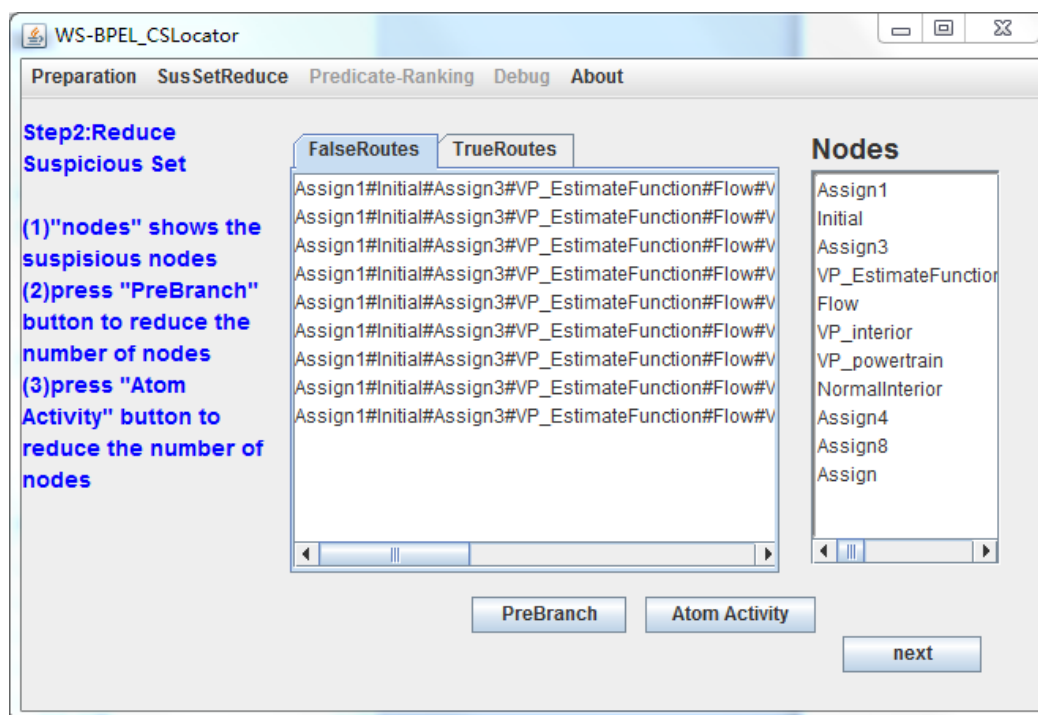 WS-BPEL_CSLocator
Preparation SusSetReduce Predicate-Ranking Debug About
Step2:Reduce
Suspicious Set
(1)"nodes" shows the
suspisious nodes
(2)press "PreBranch"
button to reduce the
number of nodes
(3)press "Atom
Activity" button to
reduce the number of
nodes
FalseRoutes TrueRoutes
Assign1#Initial#Assign3#VP_EstimateFunction#Flow#V
Assign1#Initial#Assign3#VP_EstimateFunction#Flow#V
Assign1#Initial#Assign3#VP_EstimateFunction#Flow#V
Assign1#Initial#Assign3#VP_EstimateFunction#Flow#V
Assign1#Initial#Assign3#VP_EstimateFunction#Flow#V
Assign1#Initial#Assign3#VP_EstimateFunction#Flow#V
Assign1#Initial#Assign3#VP_EstimateFunction#Flow#V
Assign1#Initial#Assign3#VP_EstimateFunction#Flow#V
Assign1#Initial#Assign3#VP_EstimateFunction#Flow#V
Nodes
Assign1
Initial
Assign3
VP_EstimateFunction
Flow
VP_interior
VP_powertrain
NormalInterior
Assign4
Assign8
Assign
PreBranch Atom Activity
next